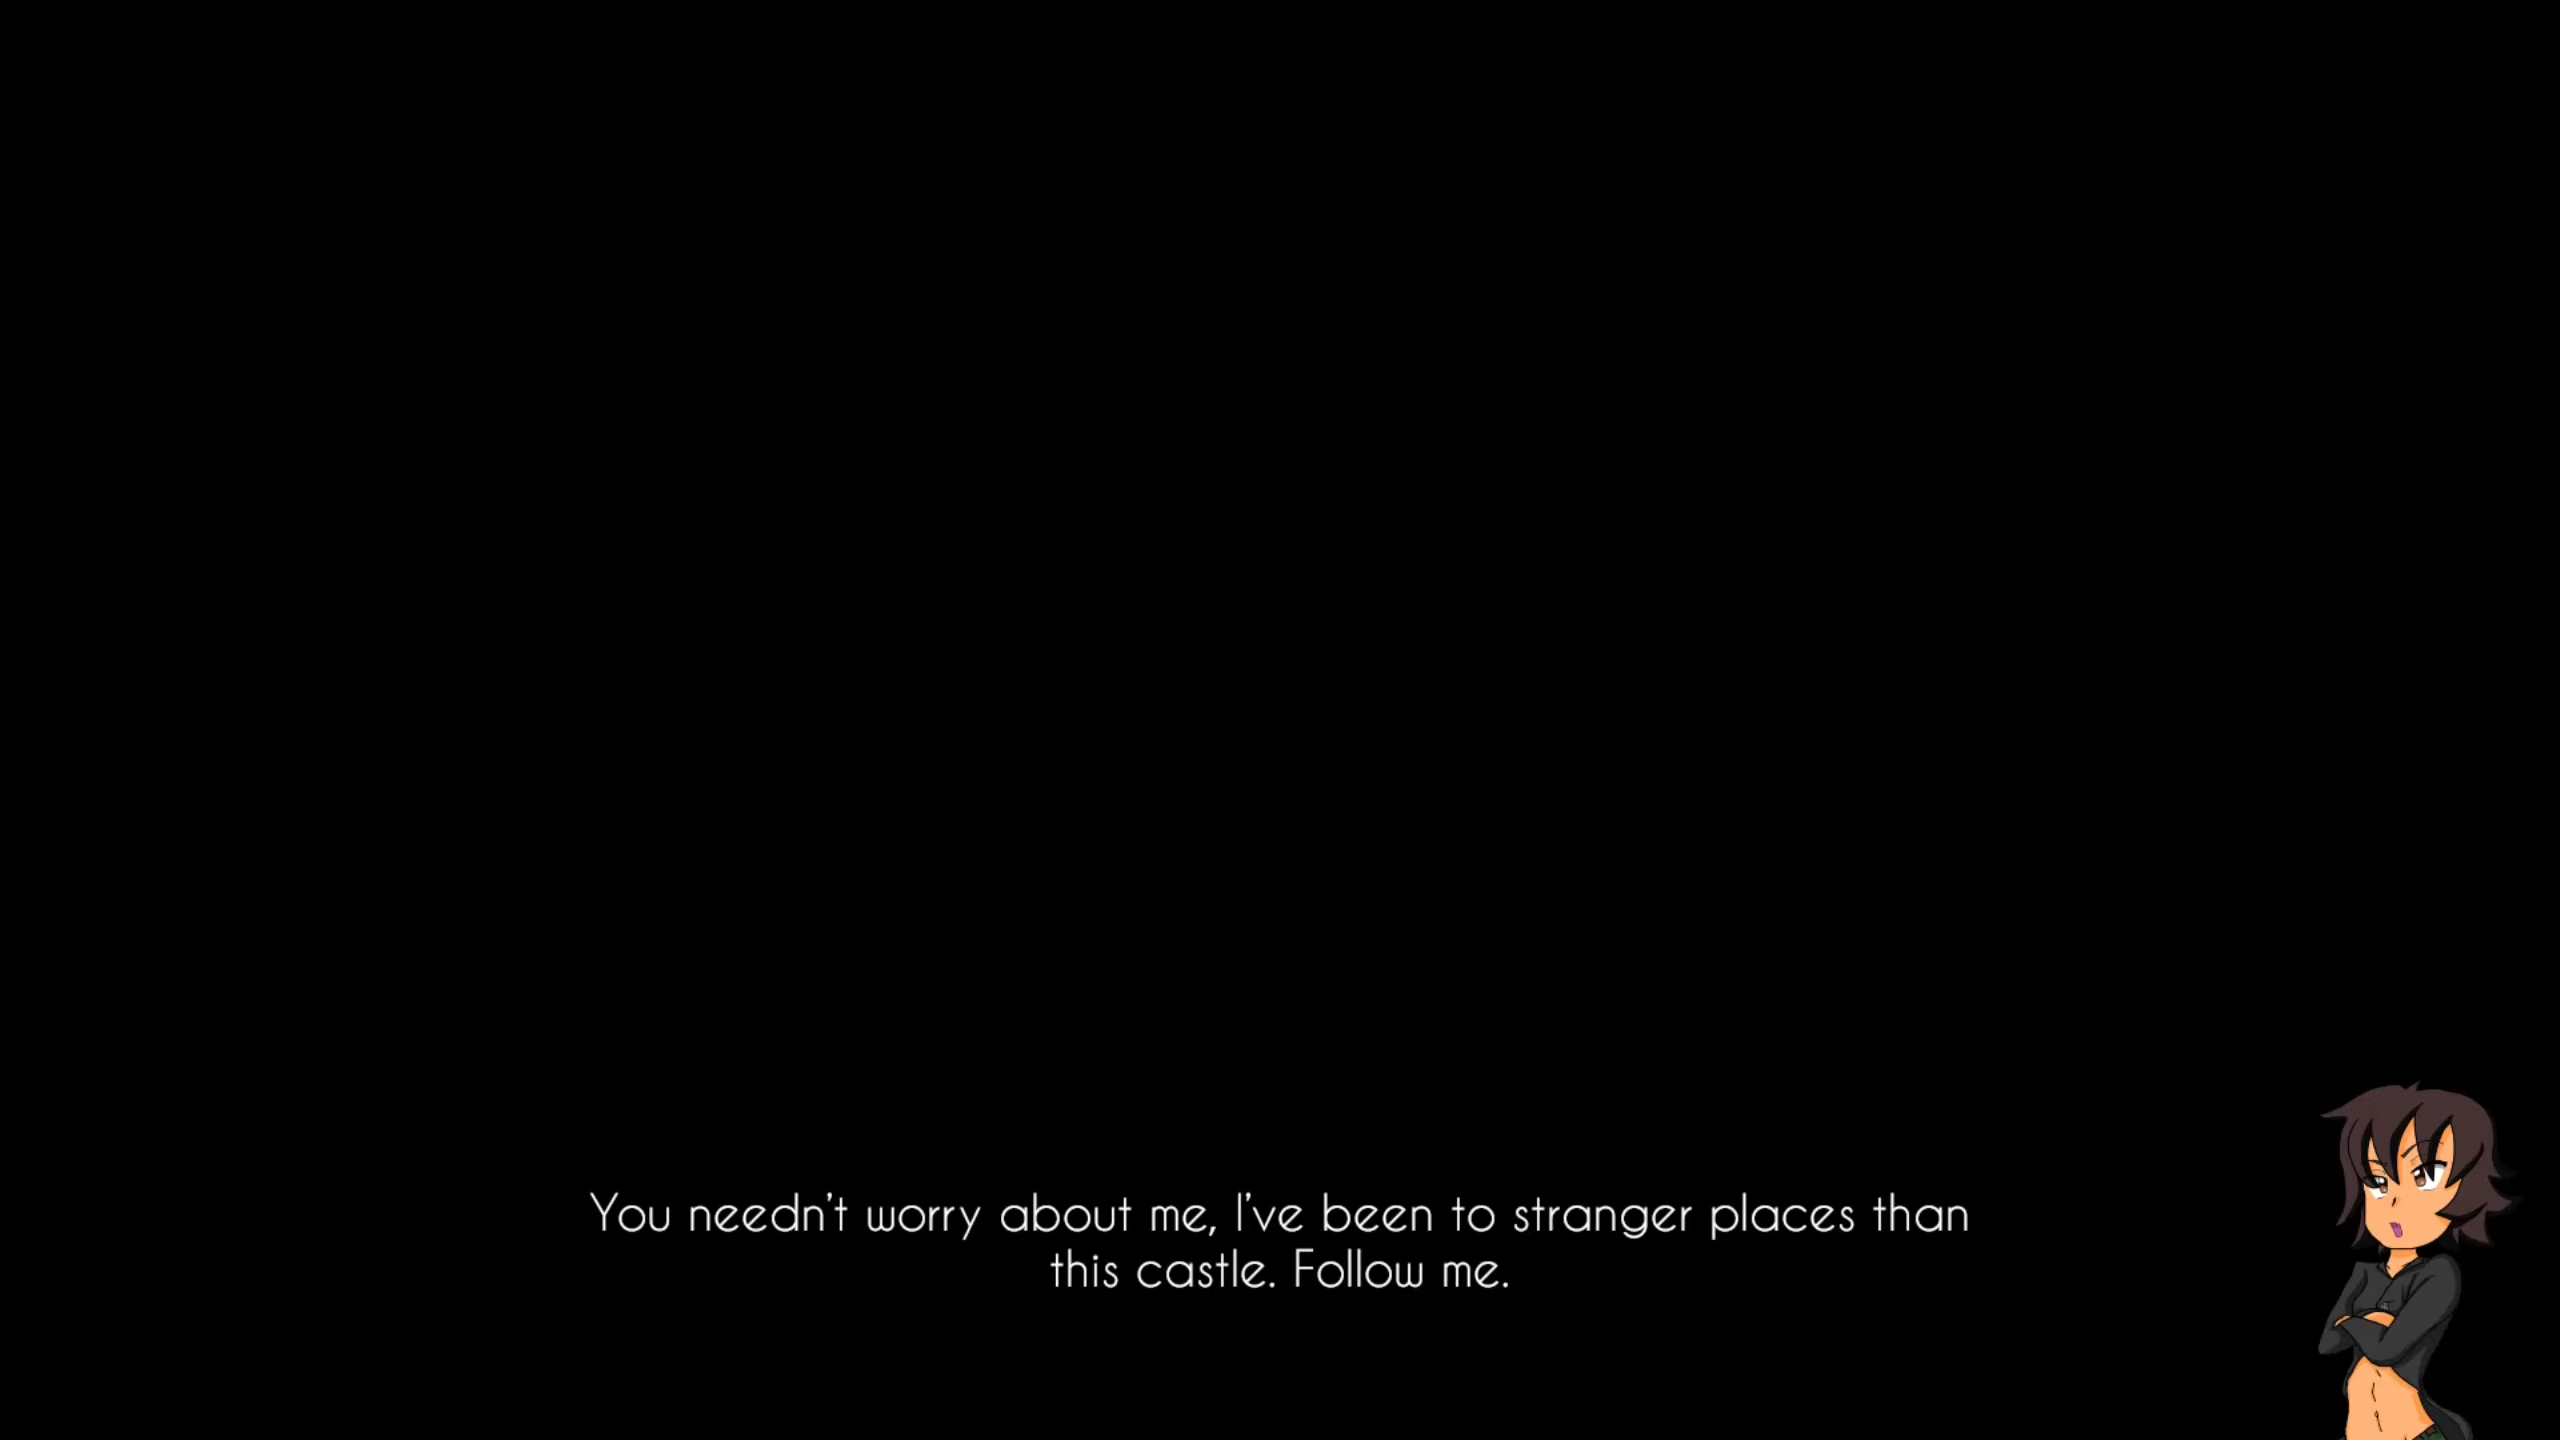 You needn't worry about me, I've been to stranger places than
this castle. Follow me.